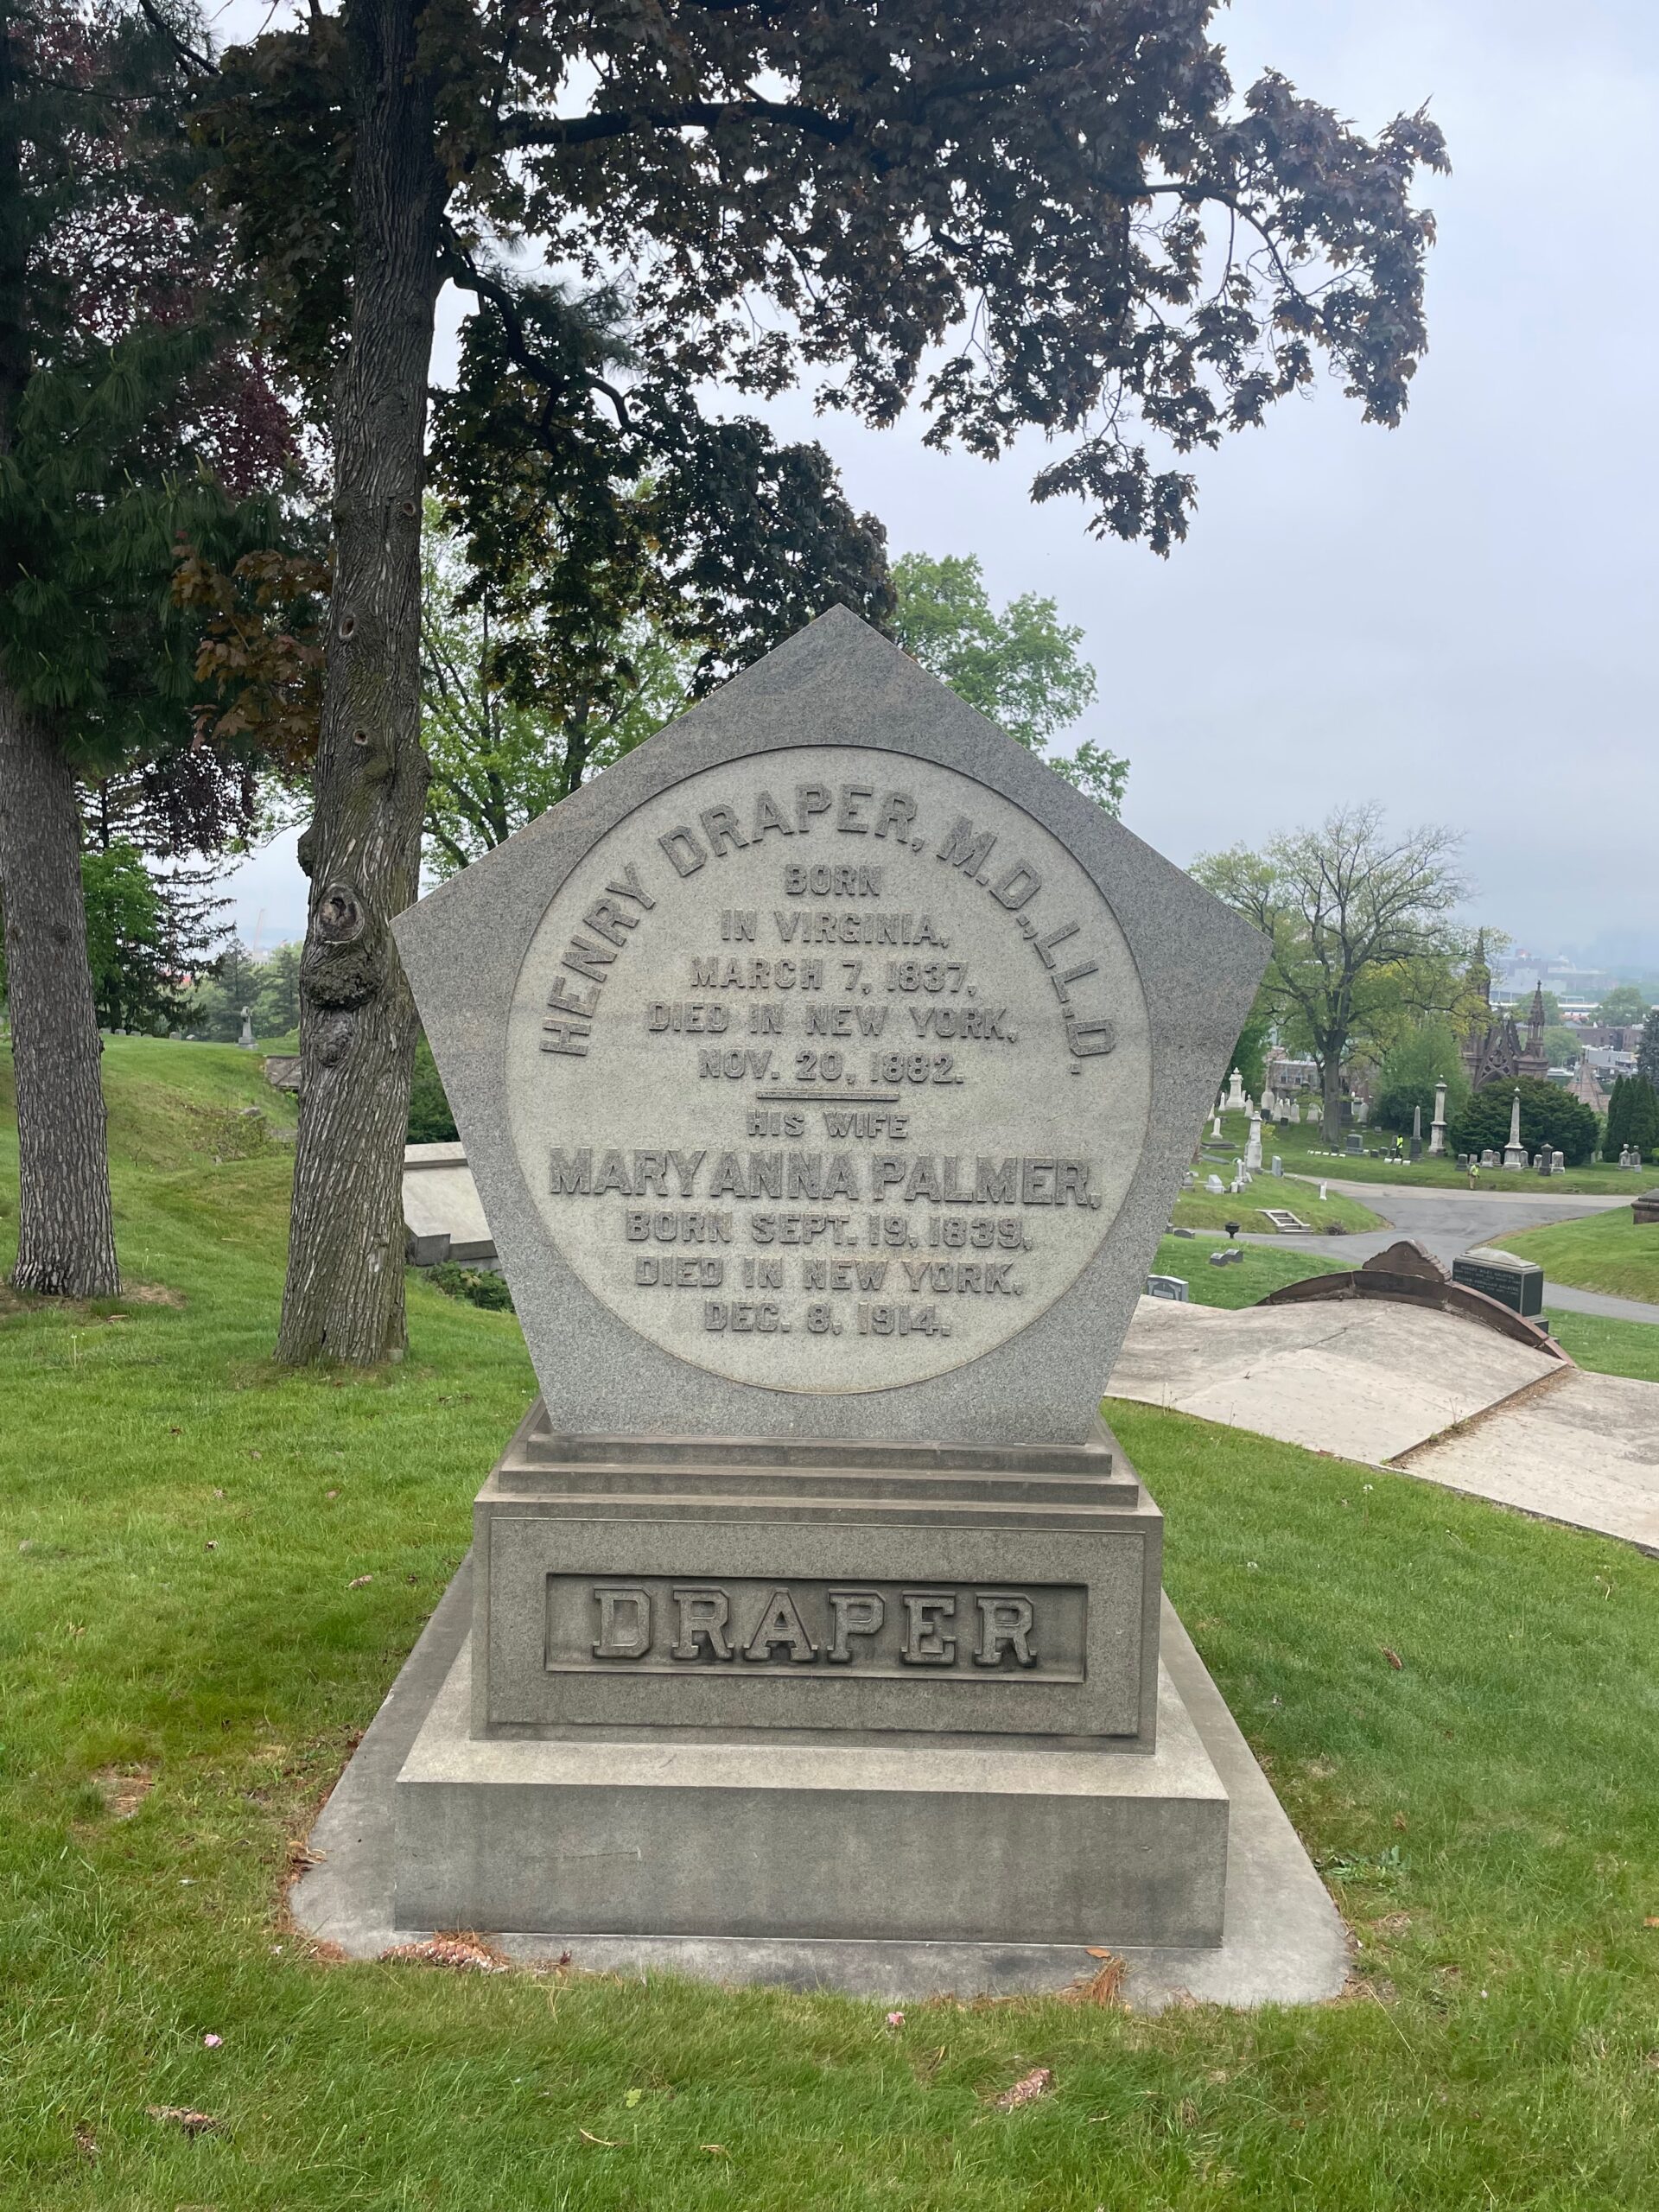 HENRY DRAPER, M.D., LL.D.
BORN
IN VIRGINIA,
MARCH 7, 1837,
DIED IN NEW YORK,
NOV. 20, 1882.
HIS WIFE
MARY ANNA PALMER,
BORN SEPT. 19, 1839,
DIED IN NEW YORK,
DEC. 8, 1914.
DRAPER